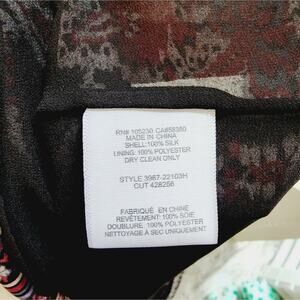 RN# 105230 CA#58380
MADE IN CHINA
SHELL:100% SILK
LINING: 100% POLYESTER
DRY CLEAN ONLY
STYLE 3967-22103H
CUT 428256
FABRIQUÉ EN CHINE
REVÊTEMENT: 100% SOIE
DOUBLURE: 100% POLYESTER
NETTOYAGE À SEC UNIQUEMENT